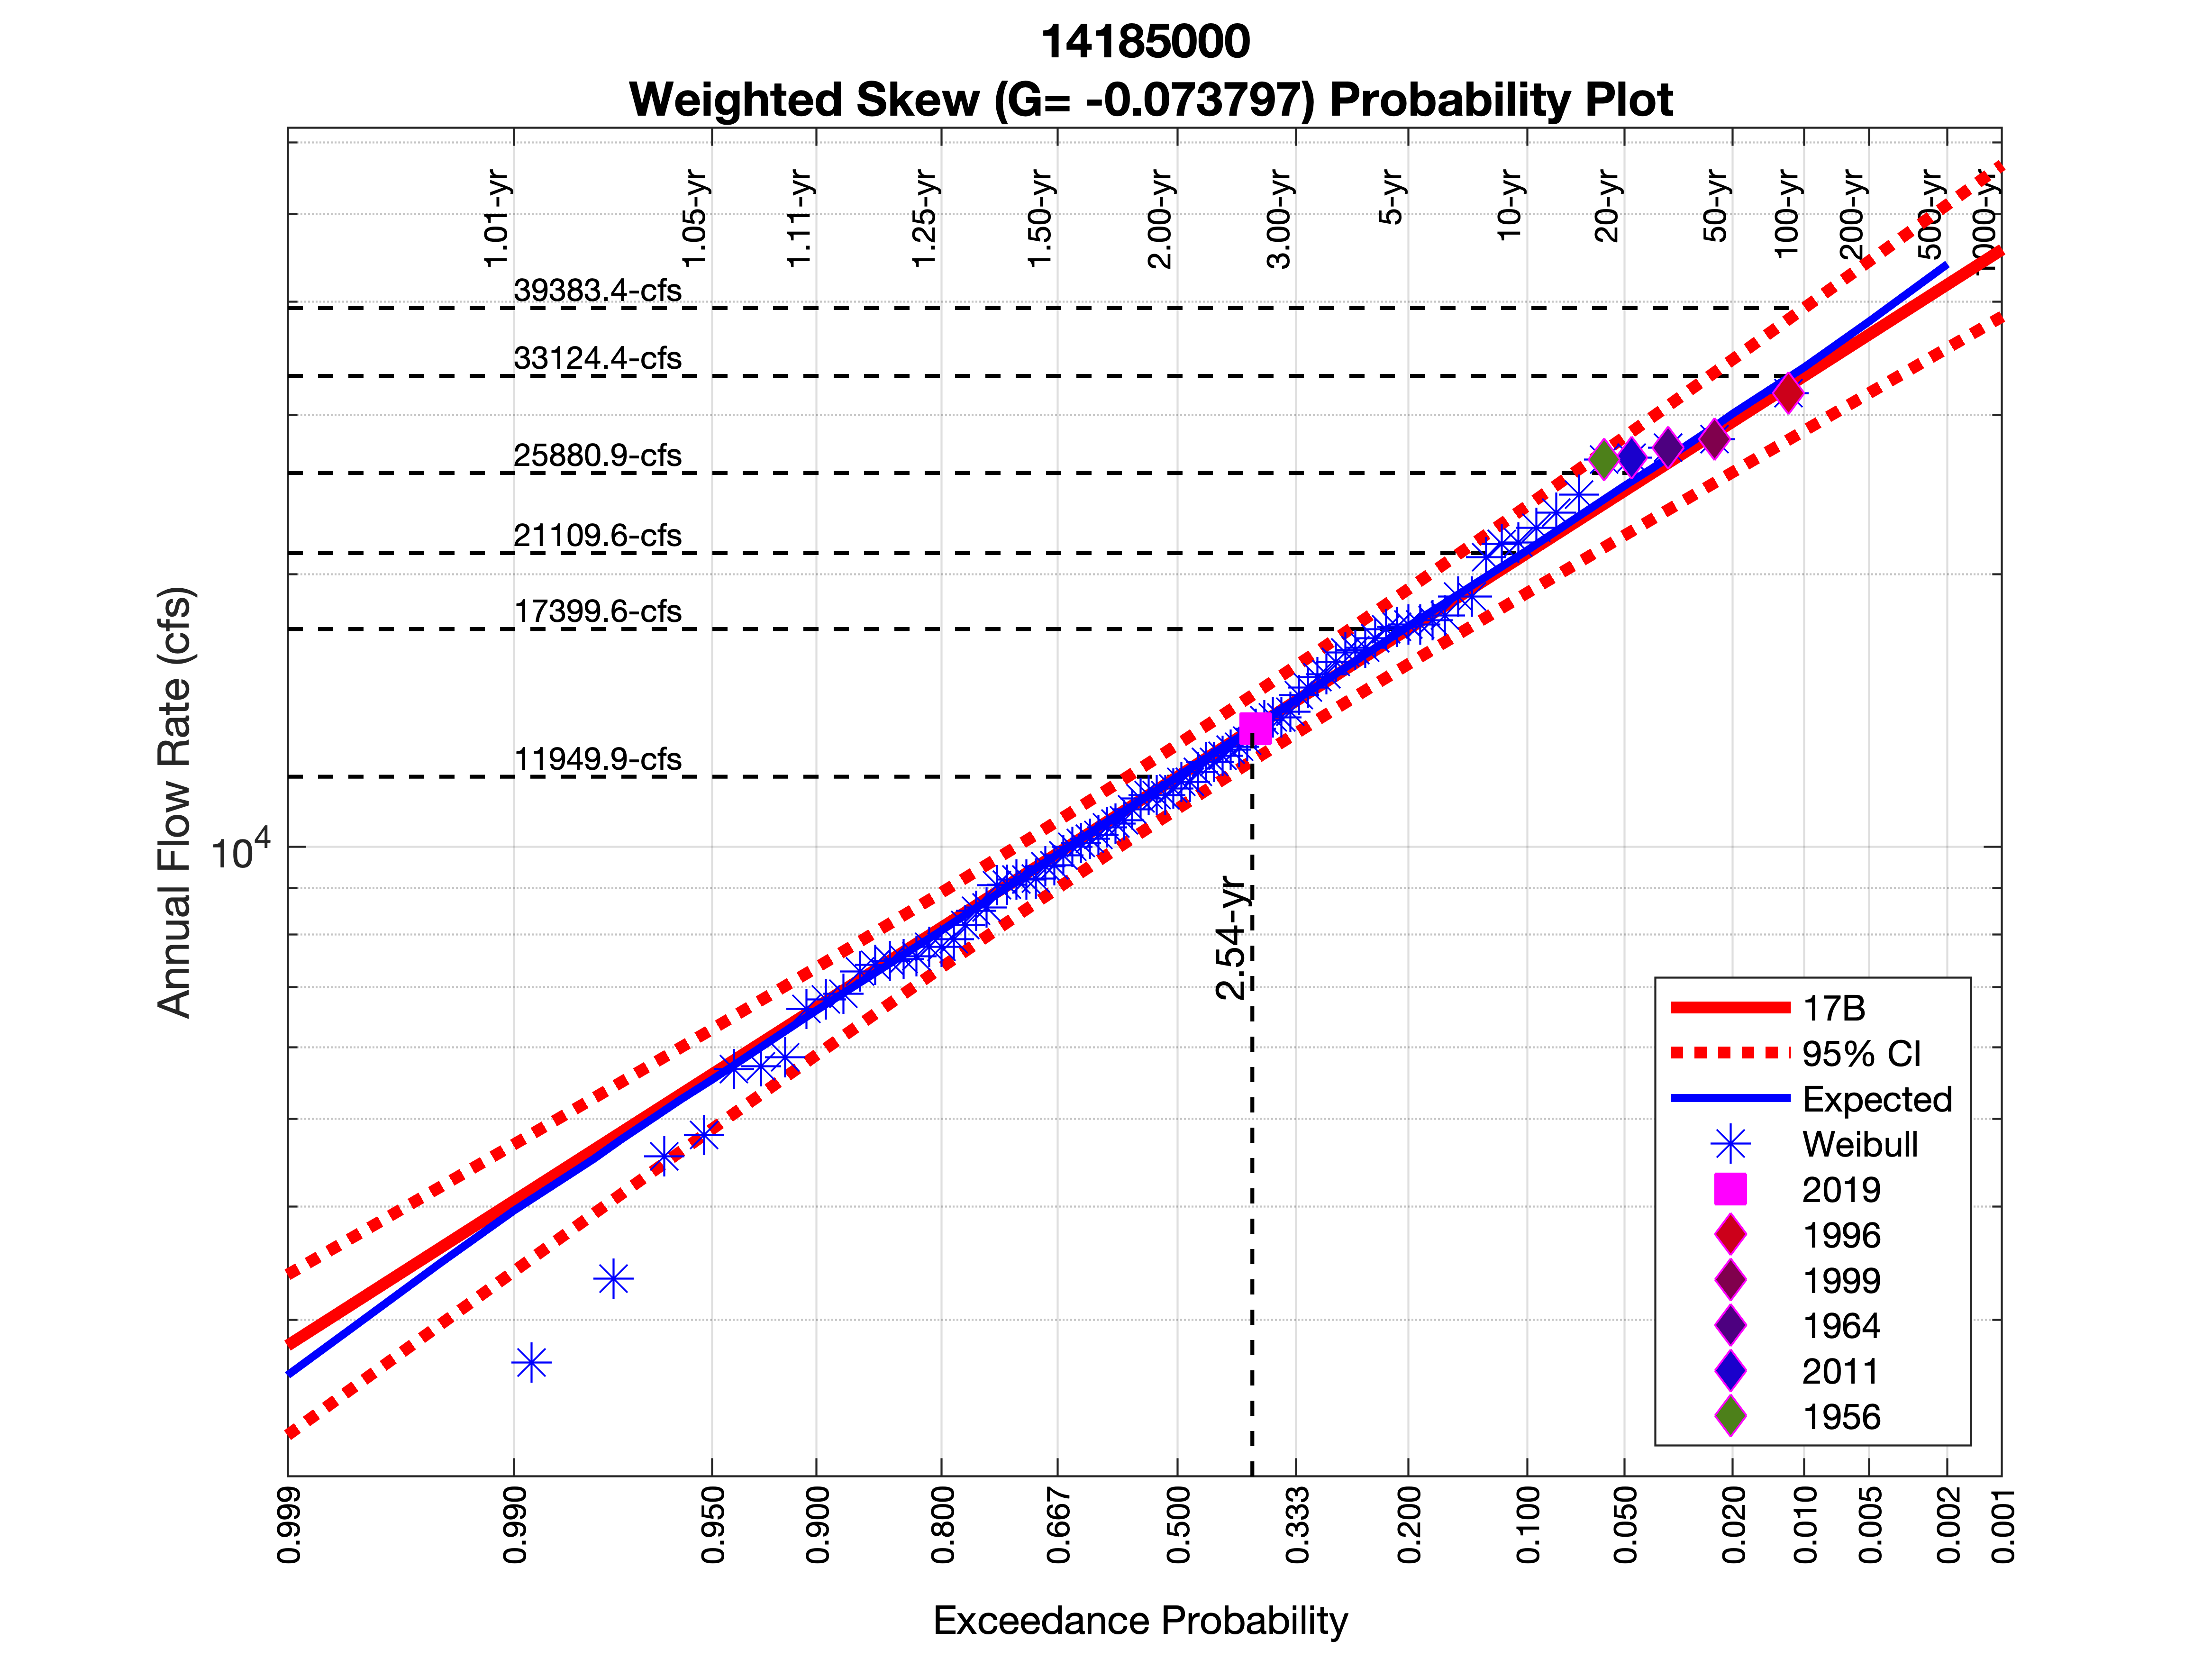 14185000
Weighted Skew (G= -0.073797) Probability Plot
1.01-yr
1.05-yr
1.11-yr
1.25-yr
1.50-yr
2.00-yr
3.00-yr
5-yr
10-yr
20-yr
50-yr
100-yr
200-yr
500-yr
1000-yr
39383.4-cfs
33124.4-cfs
25880.9-cfs
21109.6-cfs
17399.6-cfs
11949.9-cfs
Annual Flow Rate (cfs)
10^4
2.54-yr
17B
95% CI
Expected
Weibull
2019
1996
1999
1964
2011
1956
0.999
0.990
0.950
0.900
0.800
0.667
0.500
0.333
0.200
0.100
0.050
0.020
0.010
0.005
0.002
0.001
Exceedance Probability